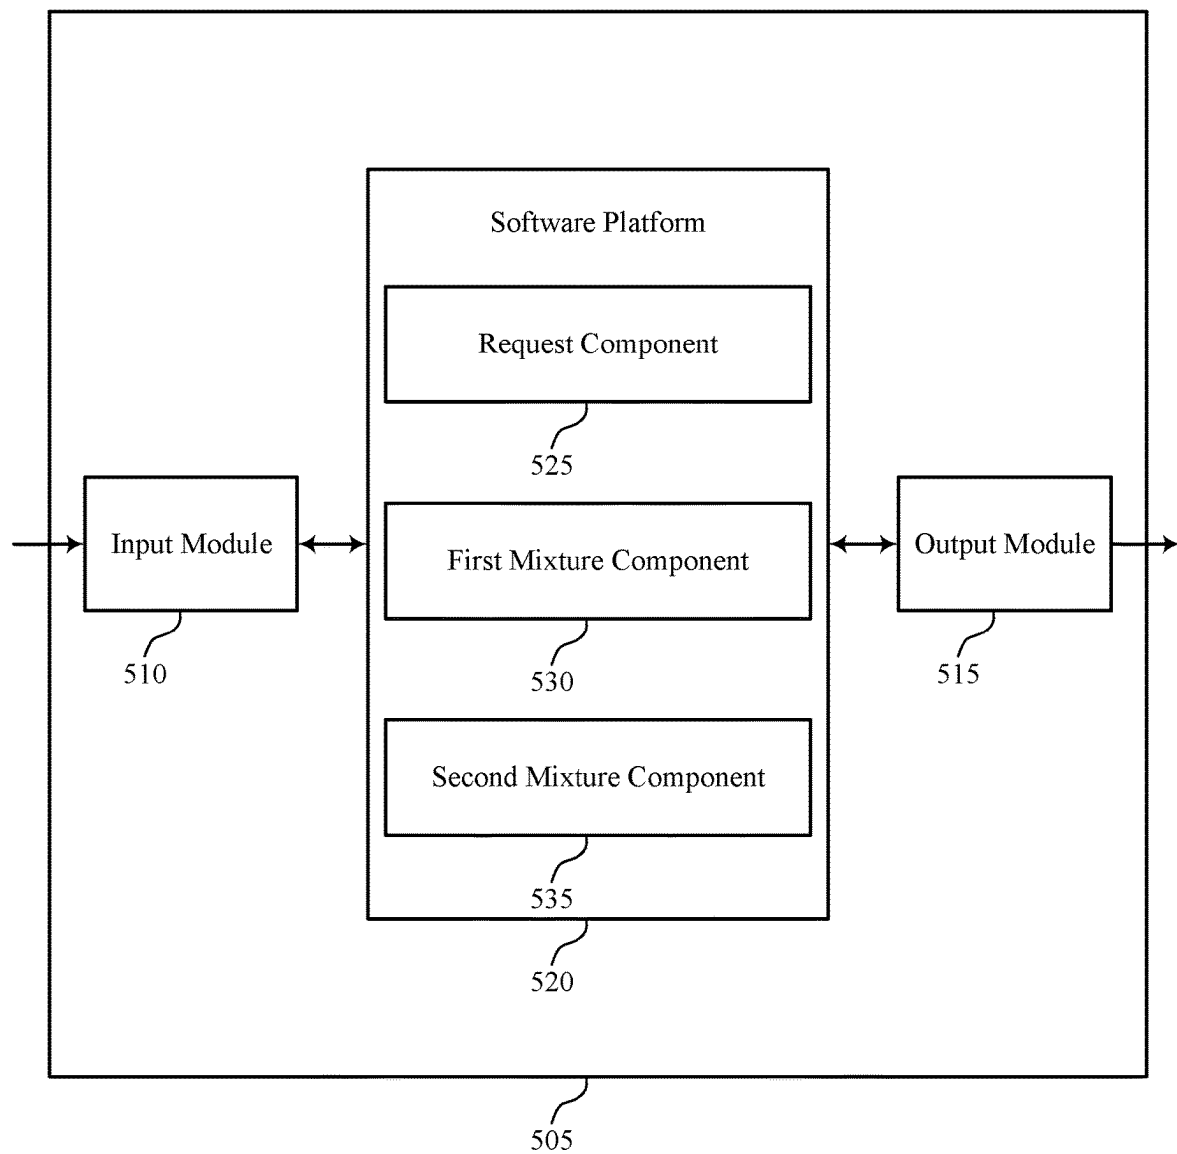 Software Platform
Request Component
525
Input Module
First Mixture Component
Output Module
510
530
515
Second Mixture Component
535
520
505